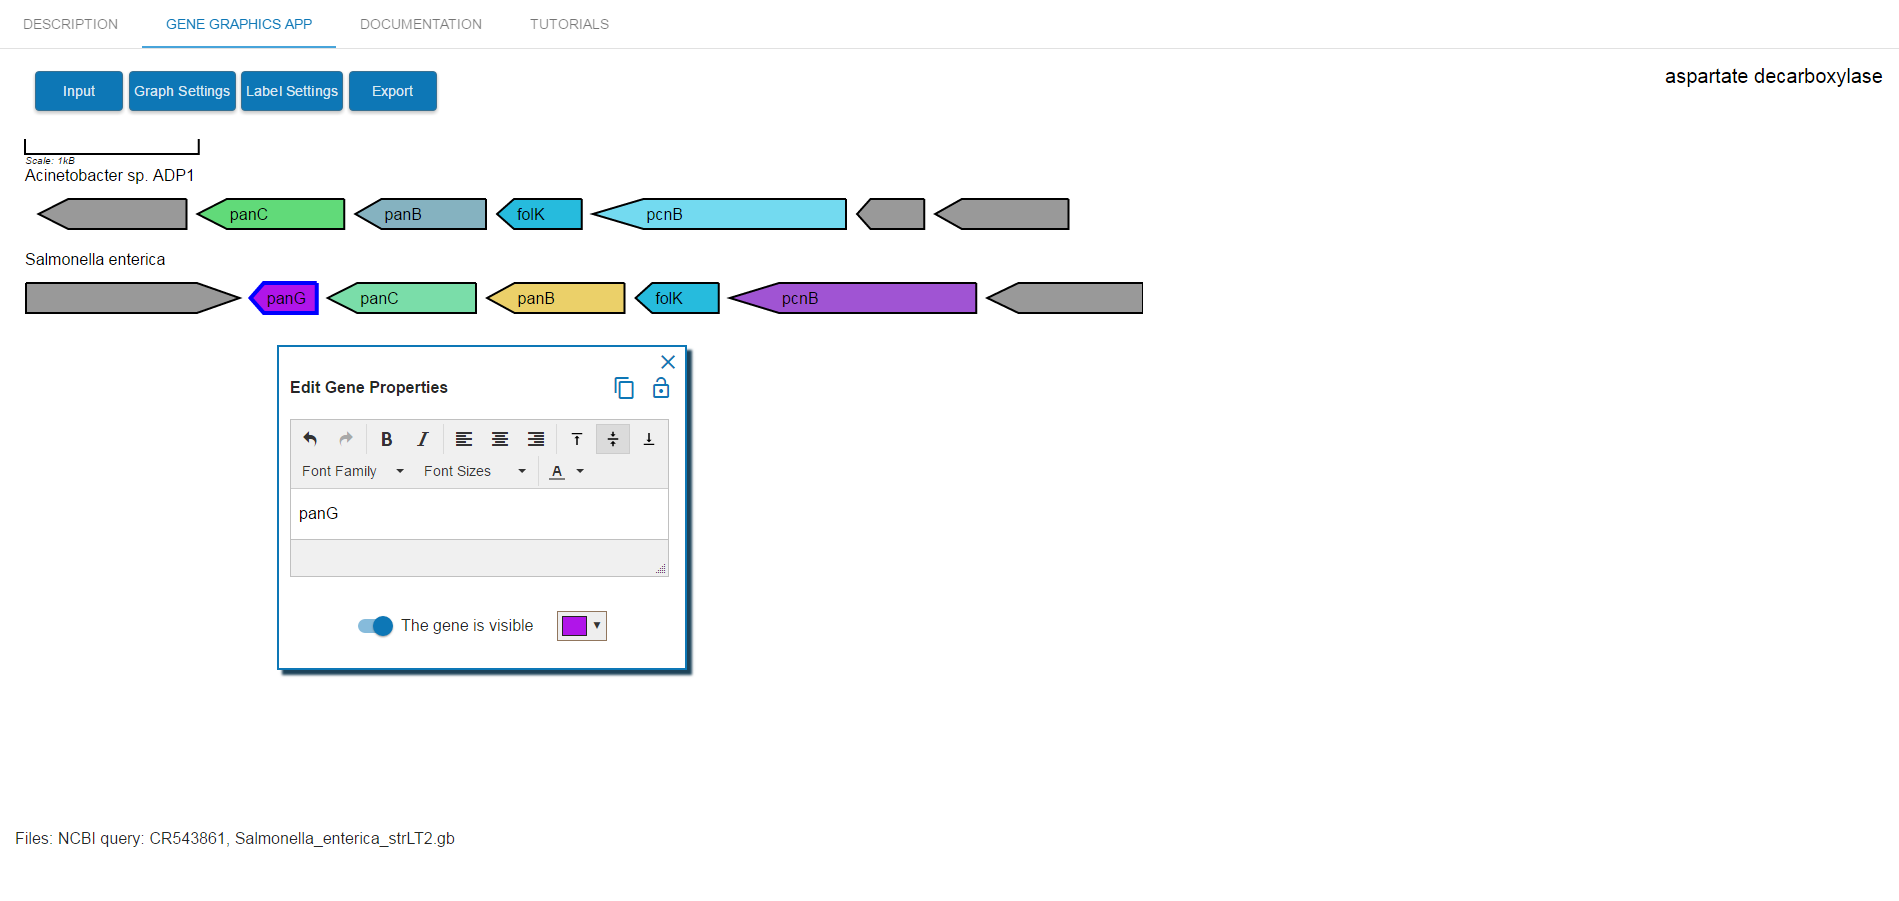 DESCRIPTION GENE GRAPHICS APP DOCUMENTATION TUTORIALS
Input Graph Settings Label Settings Export
aspartate decarboxylase
Scale: 1kB
Acinetobacter sp. ADP1
panC panB folK pcnB
Salmonella enterica
panG panC panB folK pcnB
Edit Gene Properties
B I
Font Family Font Sizes A
panG
The gene is visible
Files: NCBI query: CR543861, Salmonella_enterica_strLT2.gb